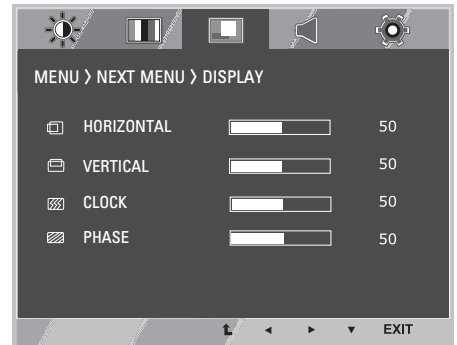 MENU > NEXT MENU > DISPLAY
HORIZONTAL 50
VERTICAL 50
CLOCK 50
PHASE 50
EXIT